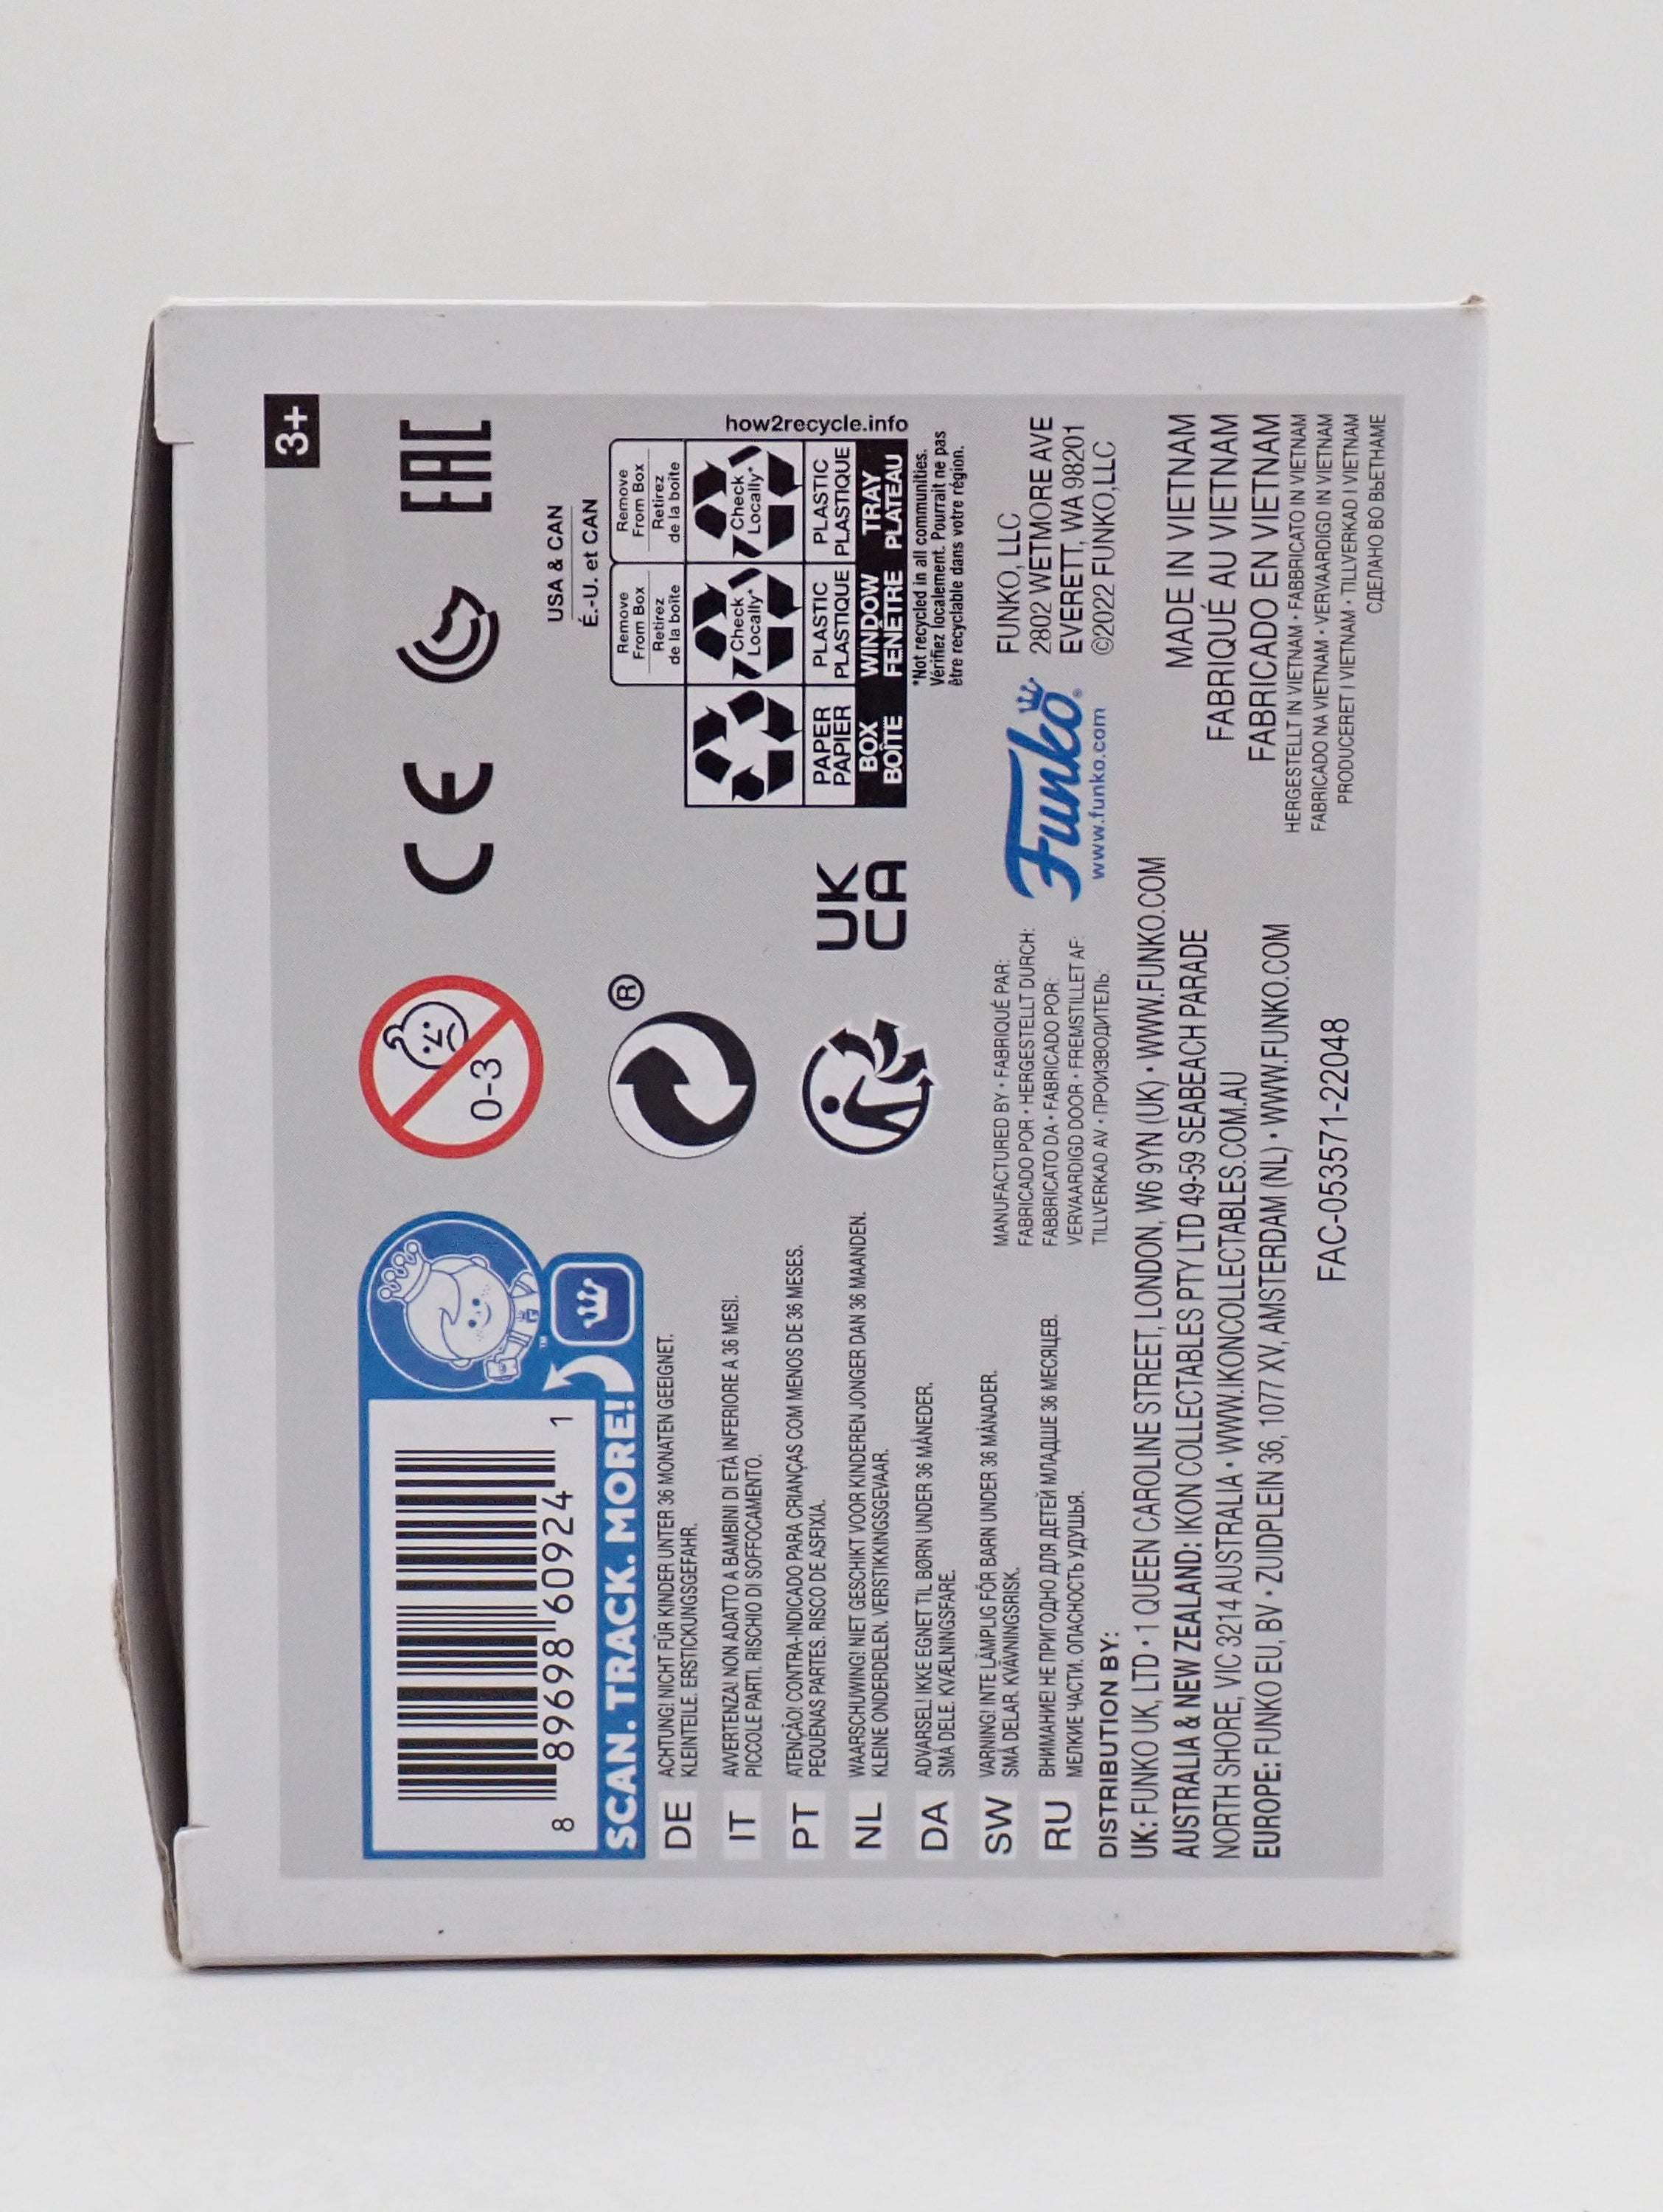 3+
8 89698 60924 1
SCAN. TRACK. MORE!
TM
0-3
CE
EAC
®
USA & CAN
É.-U. et CAN
Remove
From Box
Retirez
de la boîte
Remove
From Box
Retirez
de la boîte
Check
Locally*
Check
Locally*
PAPER
PAPIER
PLASTIC
PLASTIQUE
PLASTIC
PLASTIQUE
BOX
BOÎTE
WINDOW
FENÊTRE
TRAY
PLATEAU
how2recycle.info
*Not recycled in all communities.
Vérifiez localement. Pourrait ne pas
être recyclable dans votre région.
UK
CA
DE ACHTUNG! NICHT FÜR KINDER UNTER 36 MONATEN GEEIGNET.
KLEINTEILE. ERSTICKUNGSGEFAHR.
IT AVVERTENZA! NON ADATTO A BAMBINI DI ETÀ INFERIORE A 36 MESI.
PICCOLE PARTI. RISCHIO DI SOFFOCAMENTO.
PT ATENÇÃO! CONTRA-INDICADO PARA CRIANÇAS COM MENOS DE 36 MESES.
PEQUENAS PARTES. RISCO DE ASFIXIA.
NL WAARSCHUWING! NIET GESCHIKT VOOR KINDEREN JONGER DAN 36 MAANDEN.
KLEINE ONDERDELEN. VERSTIKKINGSGEVAAR.
DA ADVARSEL! IKKE EGNET TIL BØRN UNDER 36 MÅNEDER.
SMÅ DELE. KVÆLNINGSFARE.
SW VARNING! INTE LÄMPLIG FÖR BARN UNDER 36 MÅNADER.
SMÅ DELAR. KVÄVNINGSRISK.
RU ВНИМАНИЕ! НЕ ПРИГОДНО ДЛЯ ДЕТЕЙ МЛАДШЕ 36 МЕСЯЦЕВ.
МЕЛКИЕ ЧАСТИ. ОПАСНОСТЬ УДУШЬЯ.
MANUFACTURED BY • FABRIQUÉ PAR:
FABRICADO POR • HERGESTELLT DURCH:
FABBRICATO DA • FABRICADO POR:
VERVAARDIGD DOOR • FREMSTILLET AF:
TILLVERKAD AV • ПРОИЗВОДИТЕЛЬ:
Funko®
www.funko.com
FUNKO, LLC
2802 WETMORE AVE
EVERETT, WA 98201
©2022 FUNKO,LLC
DISTRIBUTION BY:
UK: FUNKO UK, LTD • 1 QUEEN CAROLINE STREET, LONDON, W6 9YN (UK) • WWW.FUNKO.COM
AUSTRALIA & NEW ZEALAND: IKON COLLECTABLES PTY LTD 49-59 SEABEACH PARADE
NORTH SHORE, VIC 3214 AUSTRALIA • WWW.IKONCOLLECTABLES.COM.AU
EUROPE: FUNKO EU, BV • ZUIDPLEIN 36, 1077 XV, AMSTERDAM (NL) • WWW.FUNKO.COM
FAC-053571-22048
MADE IN VIETNAM
FABRIQUÉ AU VIETNAM
FABRICADO EN VIETNAM
HERGESTELLT IN VIETNAM • FABBRICATO IN VIETNAM
FABRICADO NA VIETNAM • VERVAARDIGD IN VIETNAM
PRODUCERET I VIETNAM • TILLVERKAD I VIETNAM
СДЕЛАНО ВО ВЬЕТНАМЕ